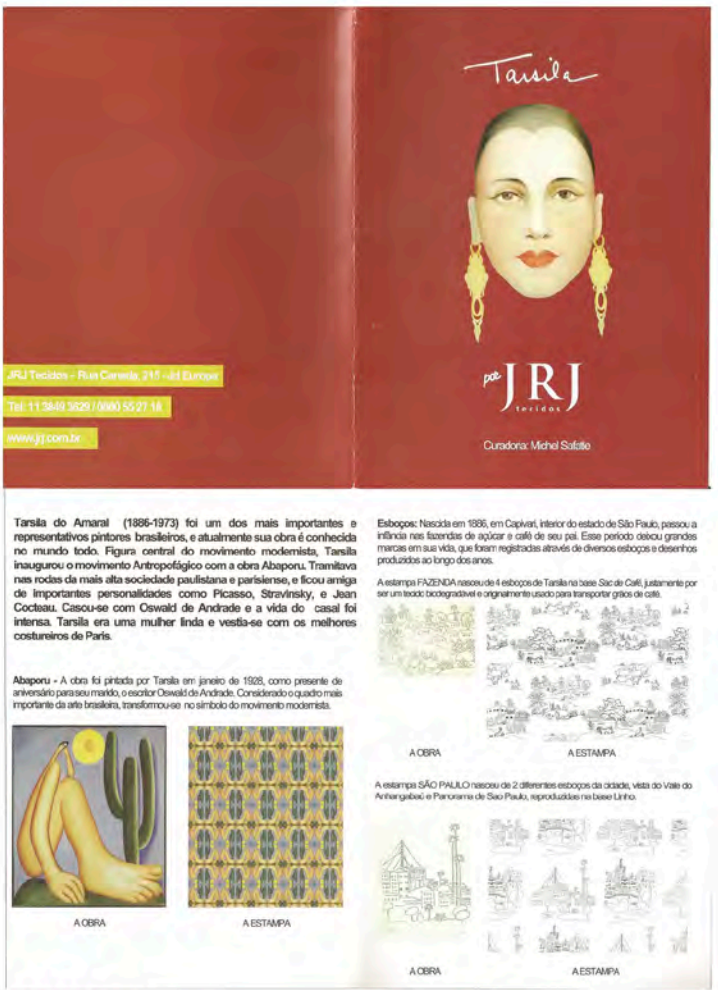 Tarsila
por JRJ
tecidos
Curadoria: Michel Safatle
JRJ Tecidos - Rua Canada, 215 - Jd Europa
Tel: 11 3849 3829 / 0800 55 27 18
www.jrj.com.br
Tarsila do Amaral (1886-1973) foi um dos mais importantes e
representativos pintores brasileiros, e atualmente sua obra é conhecida
no mundo todo. Figura central do movimento modernista, Tarsila
inaugurou o movimento Antropofágico com a obra Abaporu. Tramitava
nas rodas da mais alta sociedade paulistana e parisiense, e ficou amiga
de importantes personalidades como Picasso, Stravinsky, e Jean
Cocteau. Casou-se com Oswald de Andrade e a vida do casal foi
intensa. Tarsila era uma mulher linda e vestia-se com os melhores
costureiros de Paris.
Abaporu - A obra foi pintada por Tarsila em janeiro de 1928, como presente de
aniversário para seu marido, o escritor Oswald de Andrade. Considerado o quadro mais
importante da arte brasileira, transformou-se no símbolo do movimento modernista.
A OBRA
A ESTAMPA
Esboços: Nascida em 1886, em Capivari, interior do estado de São Paulo, passou a
infância nas fazendas de açúcar e café de seu pai. Esse período deixou grandes
marcas em sua vida, que foram registradas através de diversos esboços e desenhos
produzidos ao longo dos anos.
A estampa FAZENDA nasceu de 4 esboços de Tarsila na base Sac de Café, justamente por
ser um tecido biodegradável e originalmente usado para transportar grãos de café.
A OBRA
A ESTAMPA
A estampa SÃO PAULO nasceu de 2 diferentes esboços da cidade, vista do Vale do
Anhangabaú e Panorama de Sao Paulo, reproduzidas na base Linho.
A OBRA
A ESTAMPA